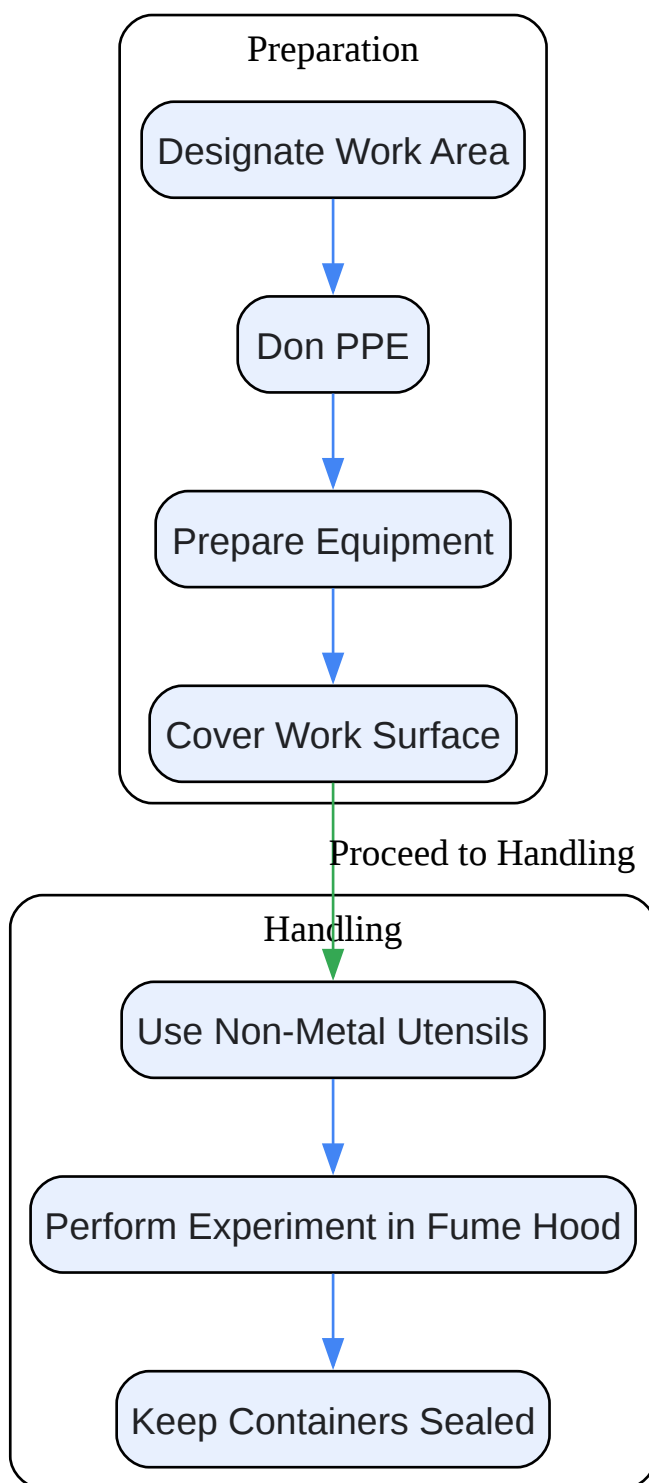 Preparation
Designate Work Area
Don PPE
Prepare Equipment
Cover Work Surface
Proceed to Handling
Handling
Use Non-Metal Utensils
Perform Experiment in Fume Hood
Keep Containers Sealed